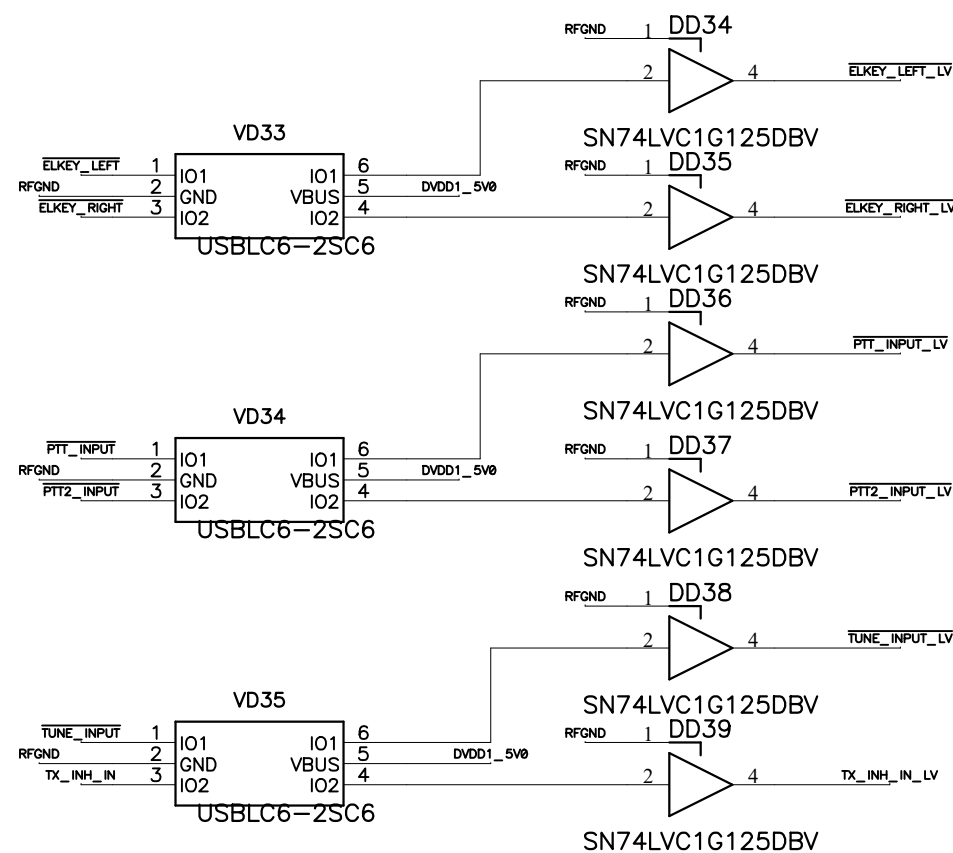 RFGND 1 DD34
2 4 ELKEY_LEFT_LV
SN74LVC1G125DBV
VD33
ELKEY_LEFT 1 IO1 IO1 6
RFGND 2 GND VBUS 5 DVDD1_5V0
ELKEY_RIGHT 3 IO2 IO2 4
USBLC6-2SC6
RFGND 1 DD35
2 4 ELKEY_RIGHT_LV
SN74LVC1G125DBV
RFGND 1 DD36
2 4 PTT_INPUT_LV
SN74LVC1G125DBV
VD34
PTT_INPUT 1 IO1 IO1 6
RFGND 2 GND VBUS 5 DVDD1_5V0
PTT2_INPUT 3 IO2 IO2 4
USBLC6-2SC6
RFGND 1 DD37
2 4 PTT2_INPUT_LV
SN74LVC1G125DBV
RFGND 1 DD38
2 4 TUNE_INPUT_LV
SN74LVC1G125DBV
VD35
TUNE_INPUT 1 IO1 IO1 6
RFGND 2 GND VBUS 5 DVDD1_5V0
TX_INH_IN 3 IO2 IO2 4
USBLC6-2SC6
RFGND 1 DD39
2 4 TX_INH_IN_LV
SN74LVC1G125DBV